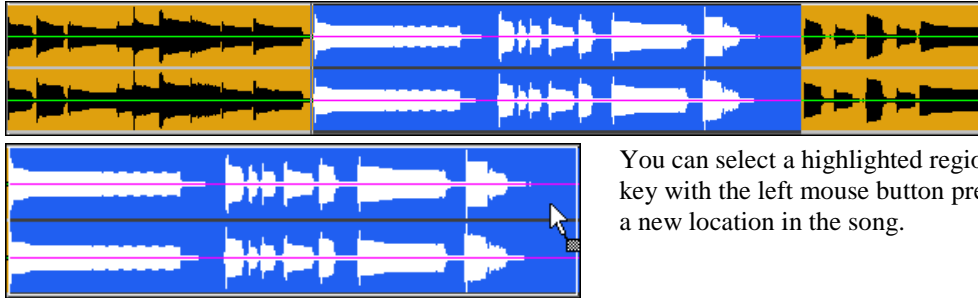 You can select a highlighted regio
key with the left mouse button pre
a new location in the song.